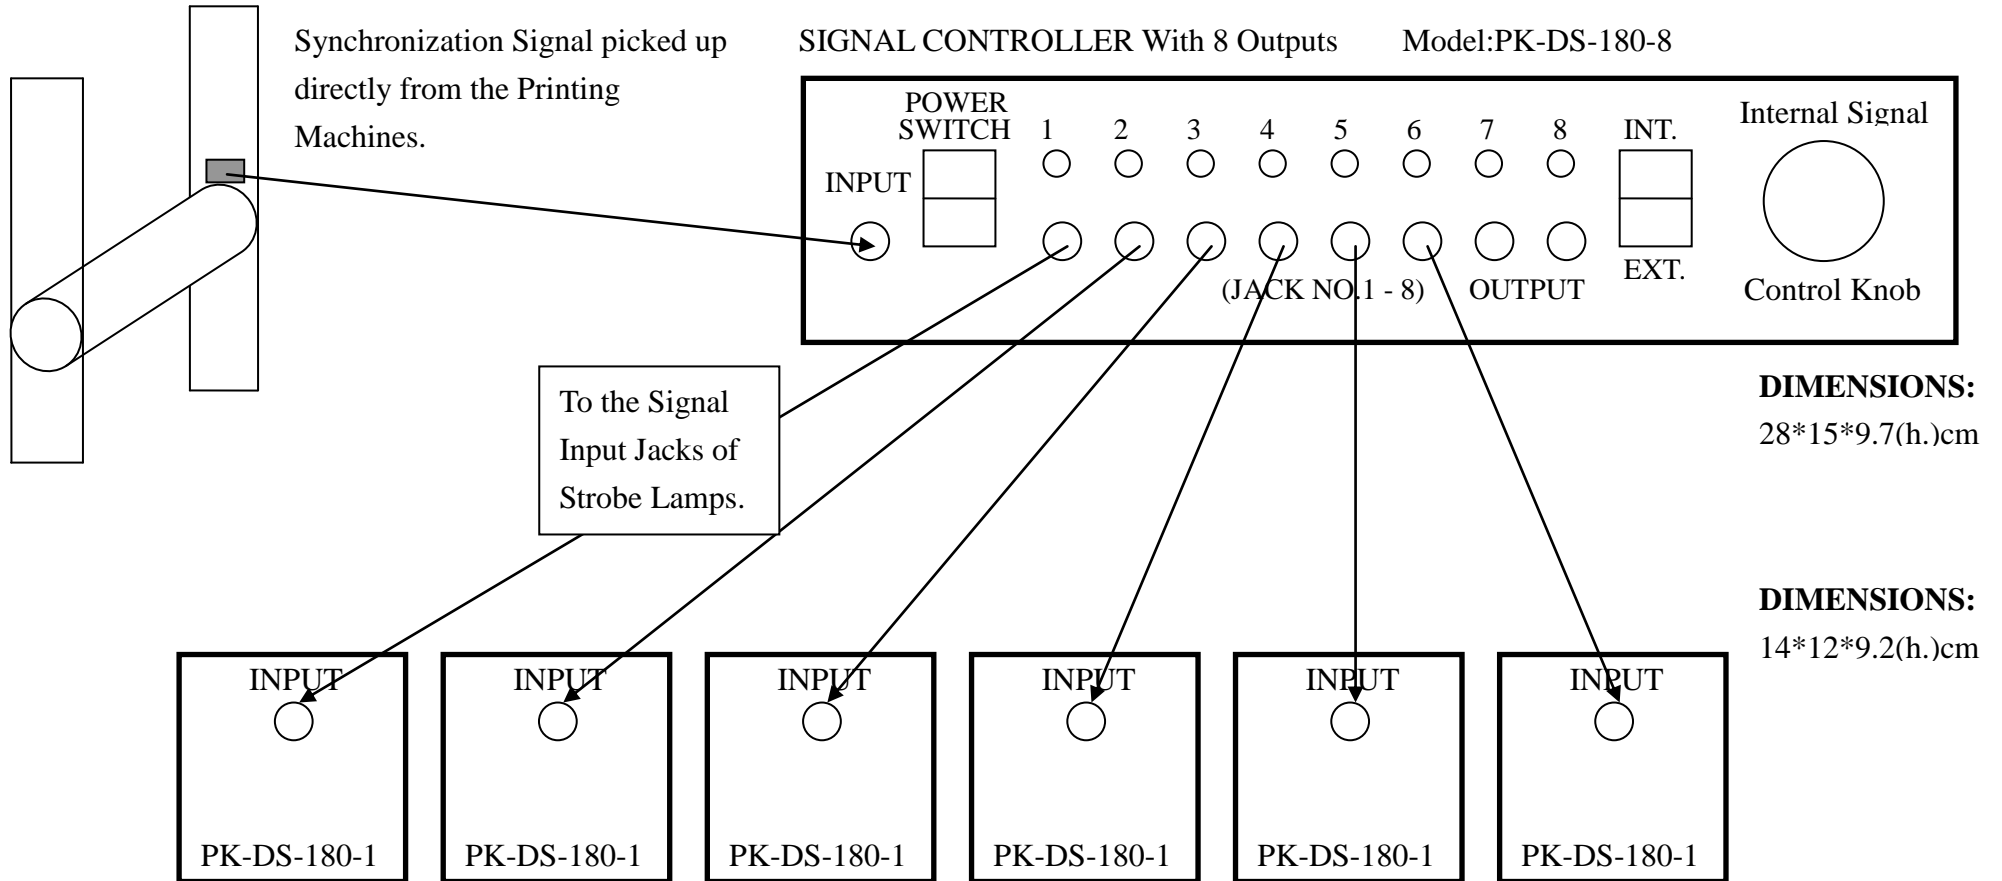 Synchronization Signal picked up
directly from the Printing
Machines.
SIGNAL CONTROLLER With 8 Outputs Model:PK-DS-180-8
POWER
SWITCH
1 2 3 4 5 6 7 8
INT.
Internal Signal
INPUT
EXT.
(JACK NO.1 - 8) OUTPUT
Control Knob
To the Signal
Input Jacks of
Strobe Lamps.
DIMENSIONS:
28*15*9.7(h.)cm
DIMENSIONS:
14*12*9.2(h.)cm
INPUT INPUT INPUT INPUT INPUT INPUT
PK-DS-180-1 PK-DS-180-1 PK-DS-180-1 PK-DS-180-1 PK-DS-180-1 PK-DS-180-1